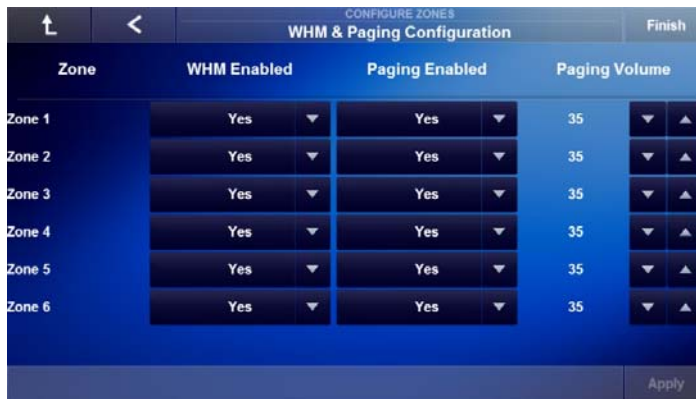 CONFIGURE ZONES
WHM & Paging Configuration
Finish
Zone WHM Enabled Paging Enabled Paging Volume
Zone 1 Yes Yes 35
Zone 2 Yes Yes 35
Zone 3 Yes Yes 35
Zone 4 Yes Yes 35
Zone 5 Yes Yes 35
Zone 6 Yes Yes 35
Apply